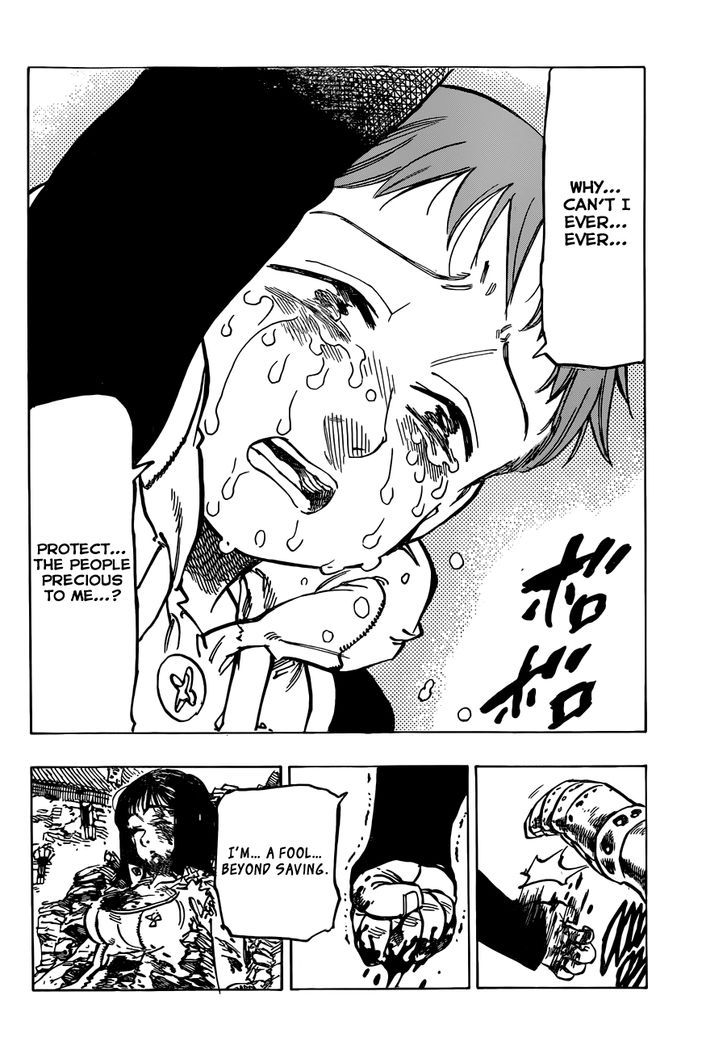 WHY...
CAN'T I
EVER...
EVER...
PROTECT...
THE PEOPLE
PRECIOUS
TO ME...?
ボロ
ボロ
I'M... A FOOL...
BEYOND SAVING.